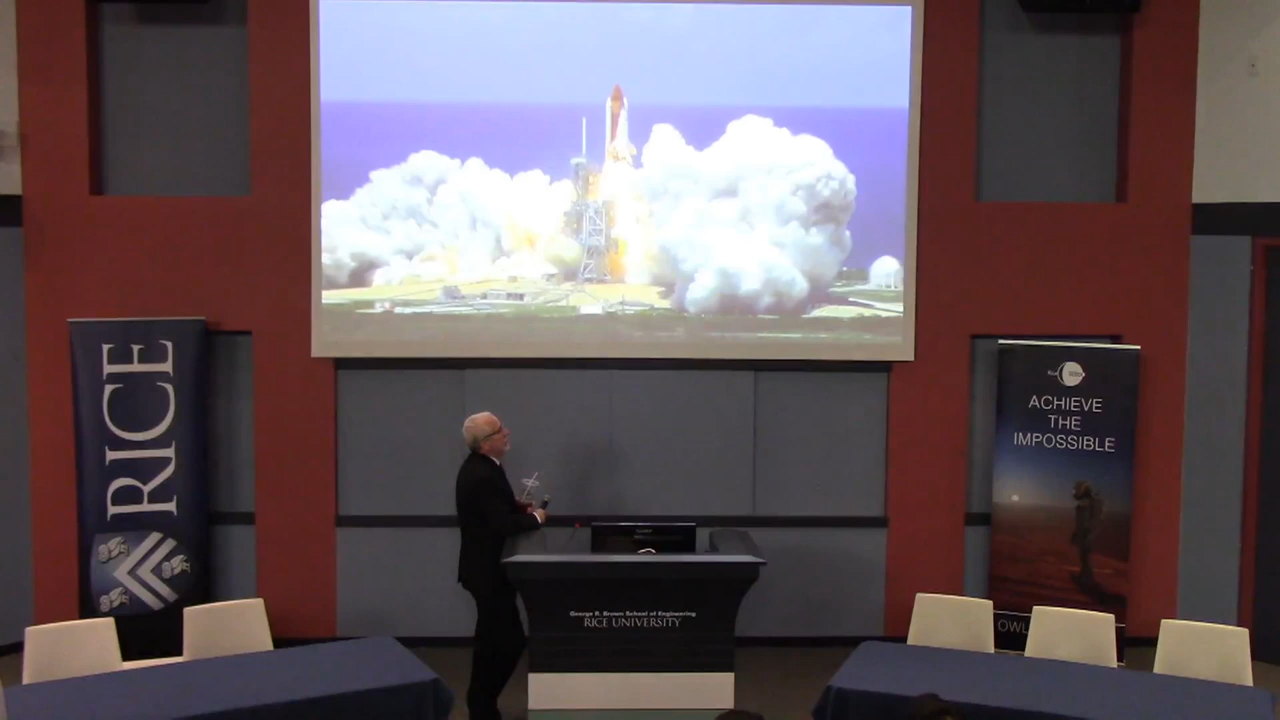 RICE
ACHIEVE
THE
IMPOSSIBLE
George R. Brown School of Engineering
RICE UNIVERSITY
OWL